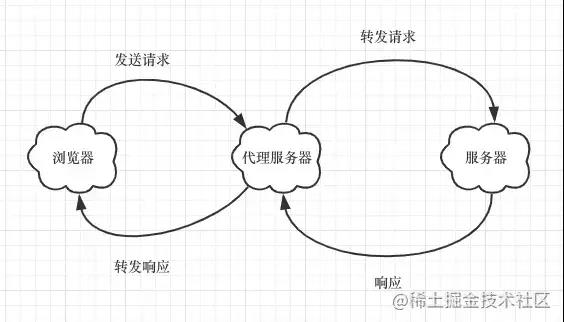 转发请求
发送请求
浏览器
代理服务器
服务器
转发响应
响应
@稀土掘金技术社区